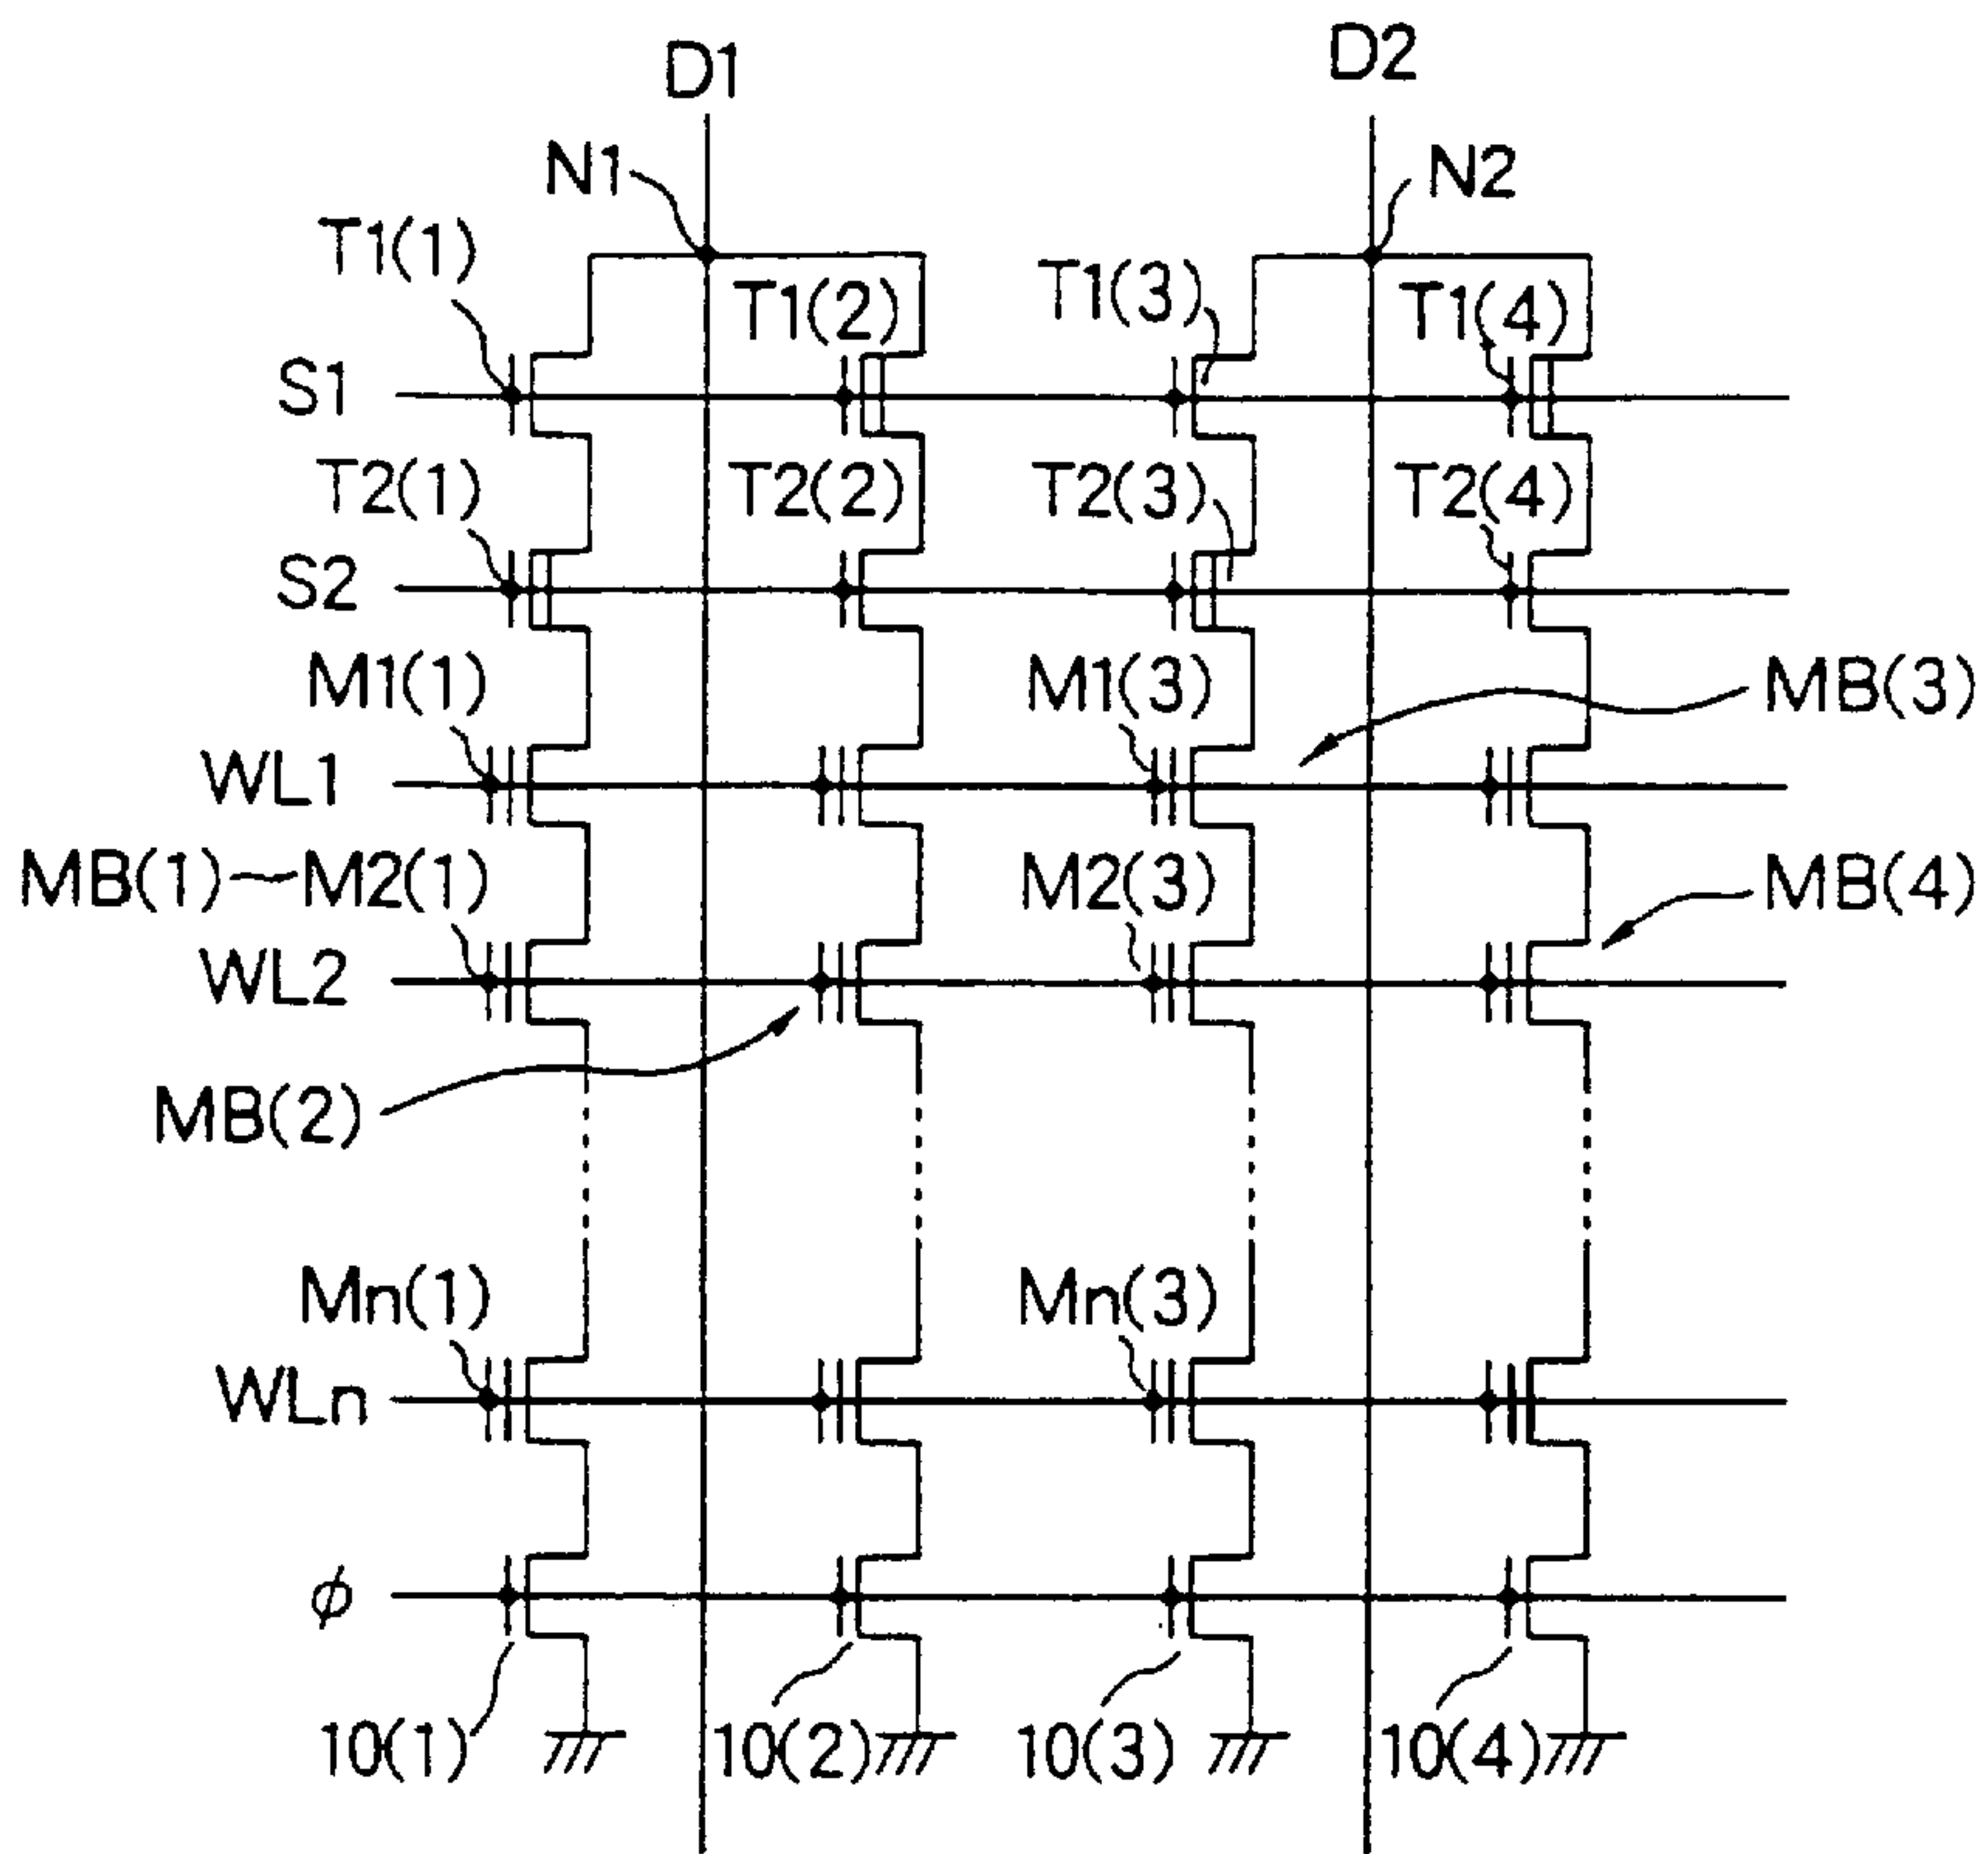 D1
D2
N1
N2
T1(1)
T1(2)
T1(3)
T1(4)
S1
T2(1)
T2(2)
T2(3)
T2(4)
S2
M1(1)
M1(3)
MB(3)
WL1
MB(1)
M2(1)
M2(3)
MB(4)
WL2
MB(2)
Mn(1)
Mn(3)
WLn
ϕ
10(1)
10(2)
10(3)
10(4)